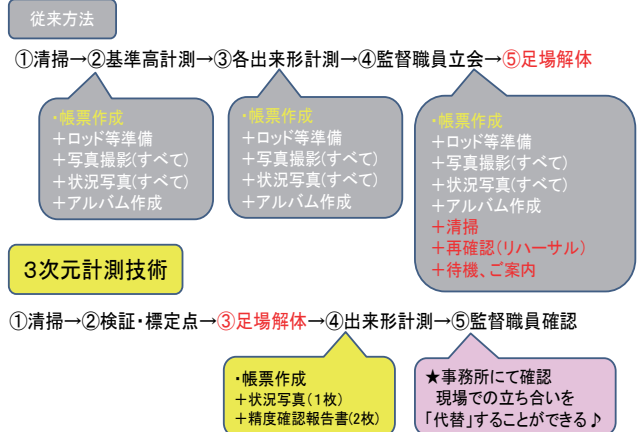 従来方法
①清掃→②基準高計測→③各出来形計測→④監督職員立会→⑤足場解体
・帳票作成
＋ロッド等準備
＋写真撮影(すべて)
＋状況写真(すべて)
＋アルバム作成
・帳票作成
＋ロッド等準備
＋写真撮影(すべて)
＋状況写真(すべて)
＋アルバム作成
・帳票作成
＋ロッド等準備
＋写真撮影(すべて)
＋状況写真(すべて)
＋アルバム作成
＋清掃
＋再確認(リハーサル)
＋待機、ご案内
３次元計測技術
①清掃→②検証・標定点→③足場解体→④出来形計測→⑤監督職員確認
・帳票作成
＋状況写真(１枚)
＋精度確認報告書(2枚)
★事務所にて確認
現場での立ち合いを
「代替」することができる♪